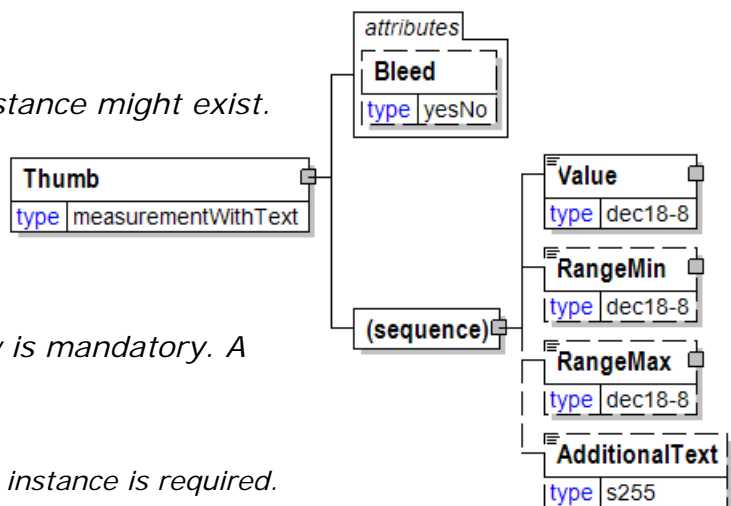 attributes
Bleed
type yesNo
stance might exist.
Thumb
type measurementWithText
Value
type dec18-8
RangeMin
type dec18-8
(sequence)
y is mandatory. A
RangeMax
type dec18-8
AdditionalText
type s255
instance is required.